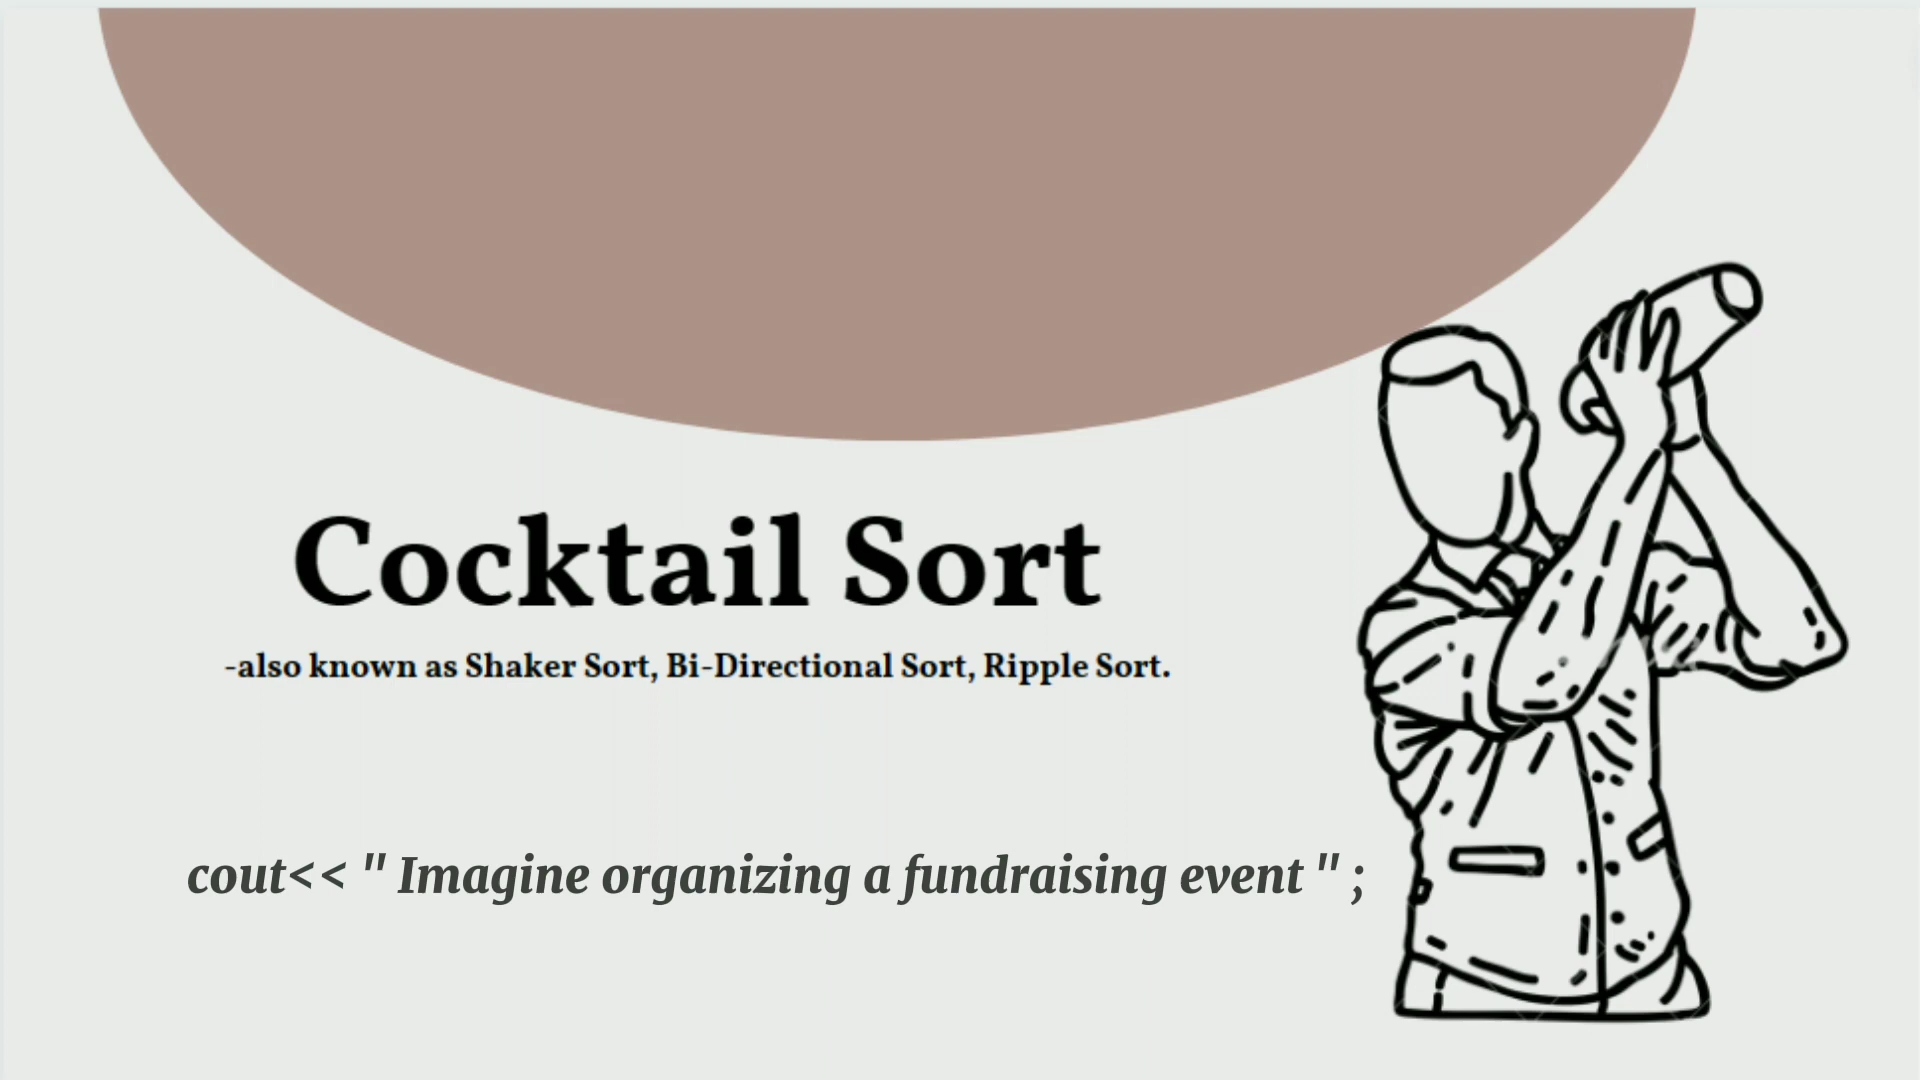 Cocktail Sort
-also known as Shaker Sort, Bi-Directional Sort, Ripple Sort.
cout<< " Imagine organizing a fundraising event " ;